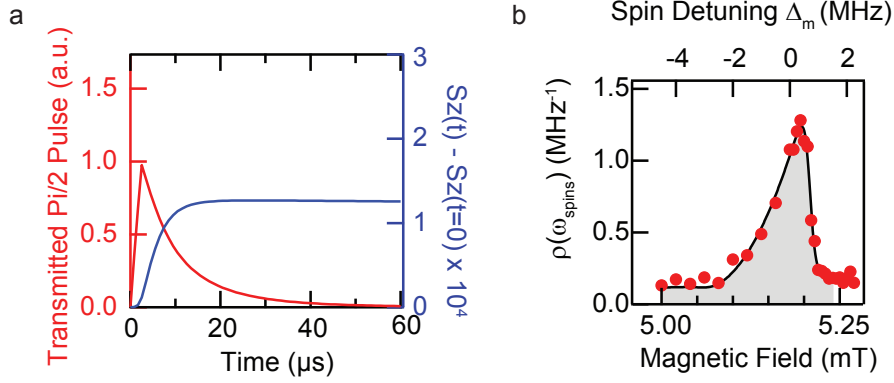 a
Transmitted Pi/2 Pulse (a.u.)
1.5
1.0
0.5
0.0
0
20
40
60
Time (µs)
3
2
1
0
Sz(t) - Sz(t=0) x 10⁴
b
Spin Detuning Δₘ (MHz)
-4
-2
0
2
ρ(ωspins) (MHz⁻¹)
1.5
1.0
0.5
0.0
5.00
5.25
Magnetic Field (mT)